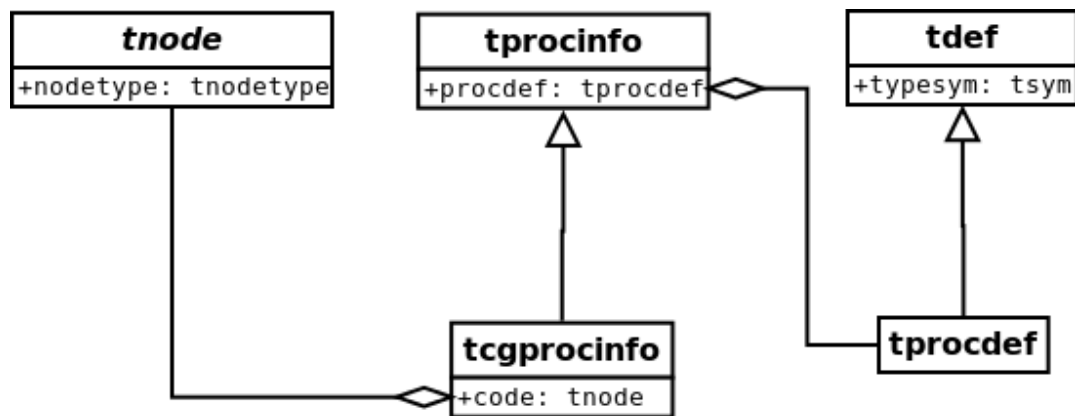 tnode
+nodetype: tnodetype
tprocinfo
+procdef: tprocdef
tdef
+typesym: tsym
tcgprocinfo
+code: tnode
tprocdef